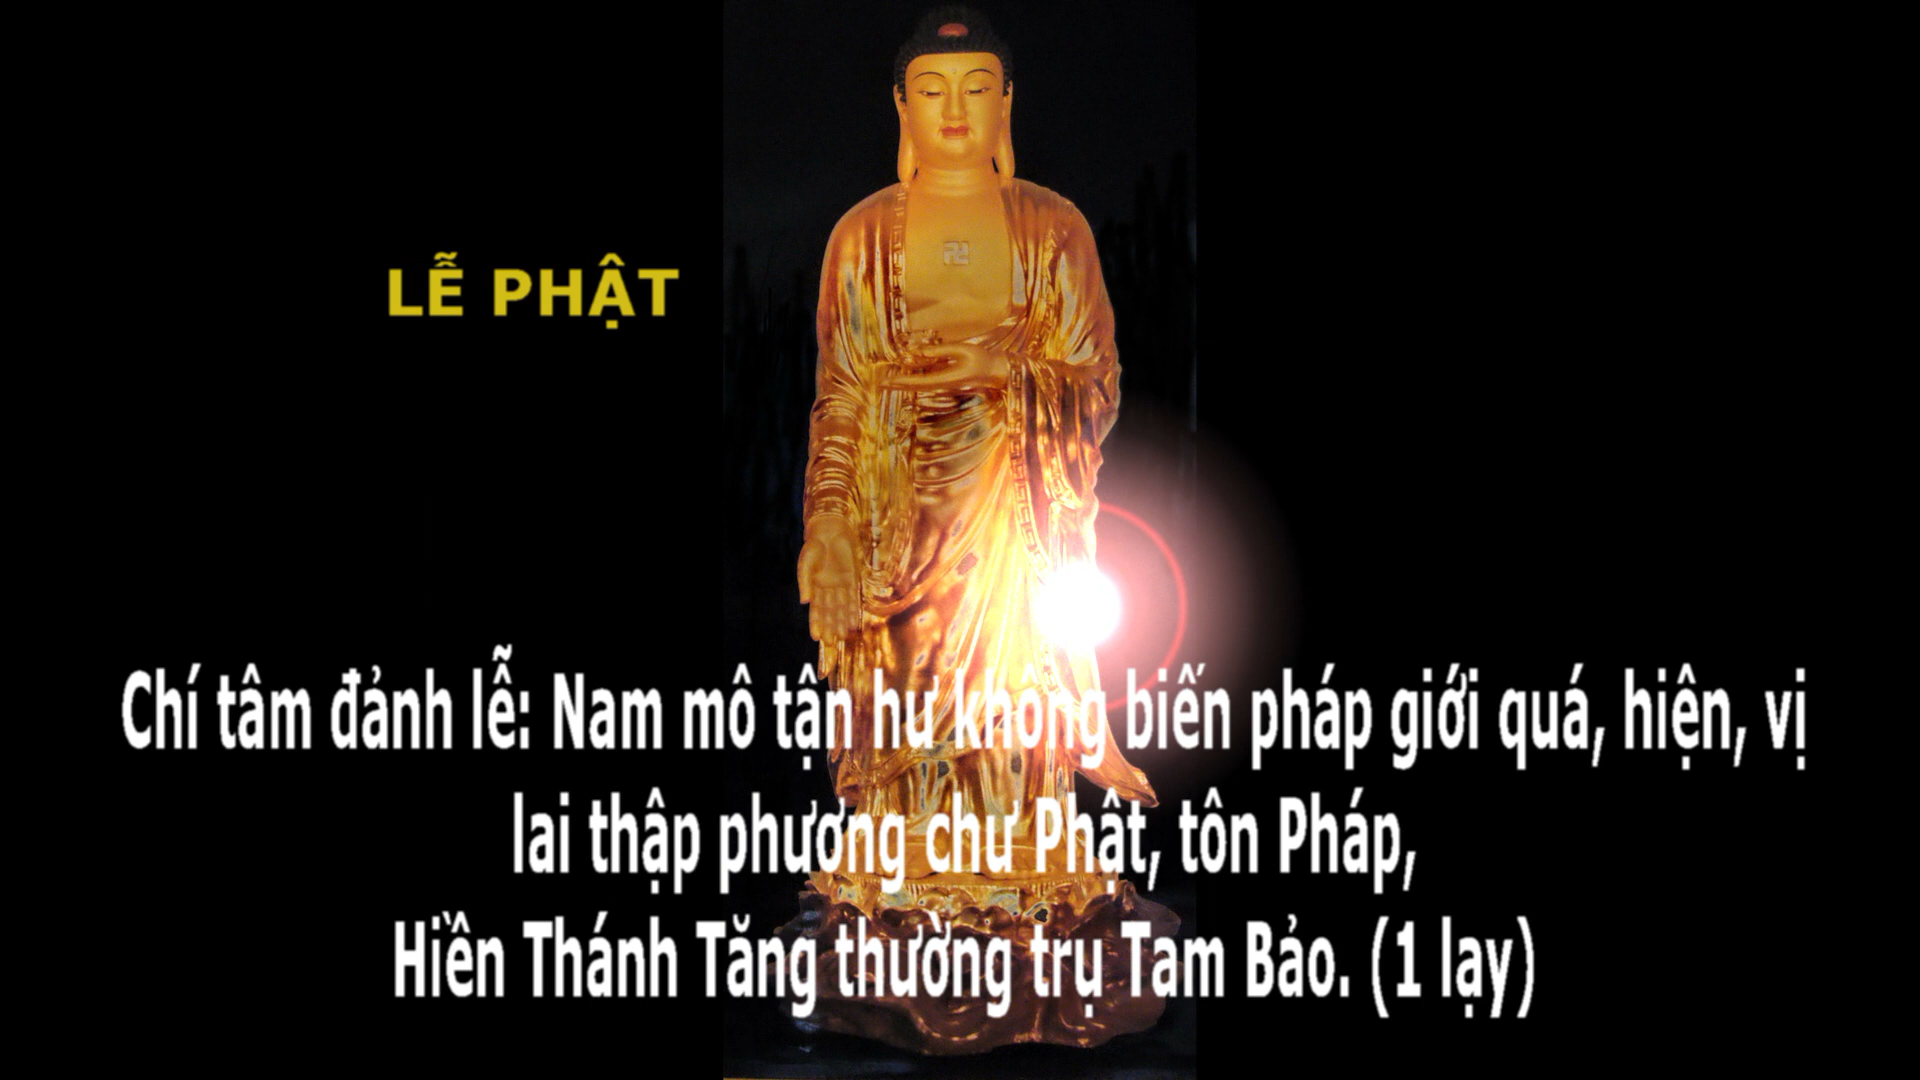 LỄ PHẬT
Chí tâm đảnh lễ: Nam mô tận hư không biến pháp giới quá, hiện, vị
lai thập phương chư Phật, tôn Pháp,
Hiền Thánh Tăng thường trụ Tam Bảo. (1 lạy)